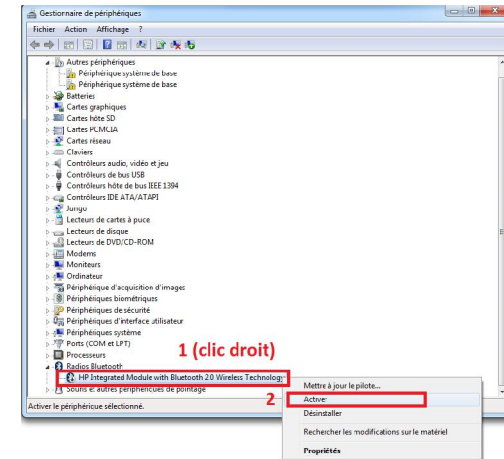 Gestionnaire de périphériques
Fichier Action Affichage ?
Autres périphériques
Périphérique système de base
Périphérique système de base
Batteries
Cartes graphiques
Cartes hôte SD
Cartes PCMCIA
Cartes réseau
Claviers
Contrôleurs audio, vidéo et jeu
Contrôleurs de bus USB
Contrôleurs hôte de bus IEEE 1394
Contrôleurs IDE ATA/ATAPI
Jungo
Lecteurs de cartes à puce
Lecteurs de disque
Lecteurs de DVD/CD-ROM
Modems
Moniteurs
Ordinateur
Périphérique d'acquisition d'images
Périphériques biométriques
Périphériques de sécurité
Périphériques d'interface utilisateur
Périphériques système
Ports (COM et LPT)
Processeurs
1 (clic droit)
Radios Bluetooth
HP Integrated Module with Bluetooth 2.0 Wireless Technology
Souris et autres périphériques de pointage
2
Activer le périphérique sélectionné.
Mettre à jour le pilote...
Activer
Désinstaller
Rechercher les modifications sur le matériel
Propriétés